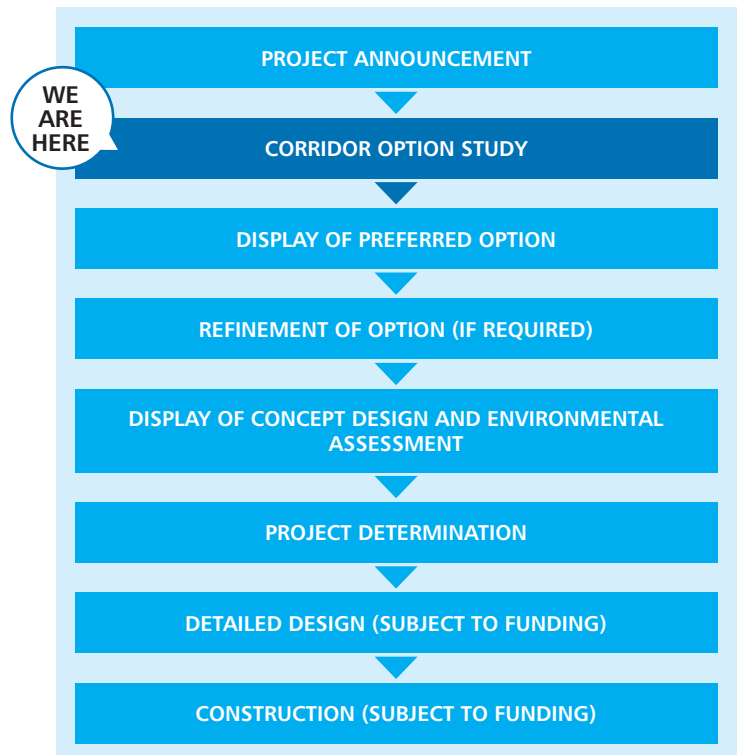 PROJECT ANNOUNCEMENT
WE
ARE
HERE
CORRIDOR OPTION STUDY
DISPLAY OF PREFERRED OPTION
REFINEMENT OF OPTION (IF REQUIRED)
DISPLAY OF CONCEPT DESIGN AND ENVIRONMENTAL
ASSESSMENT
PROJECT DETERMINATION
DETAILED DESIGN (SUBJECT TO FUNDING)
CONSTRUCTION (SUBJECT TO FUNDING)